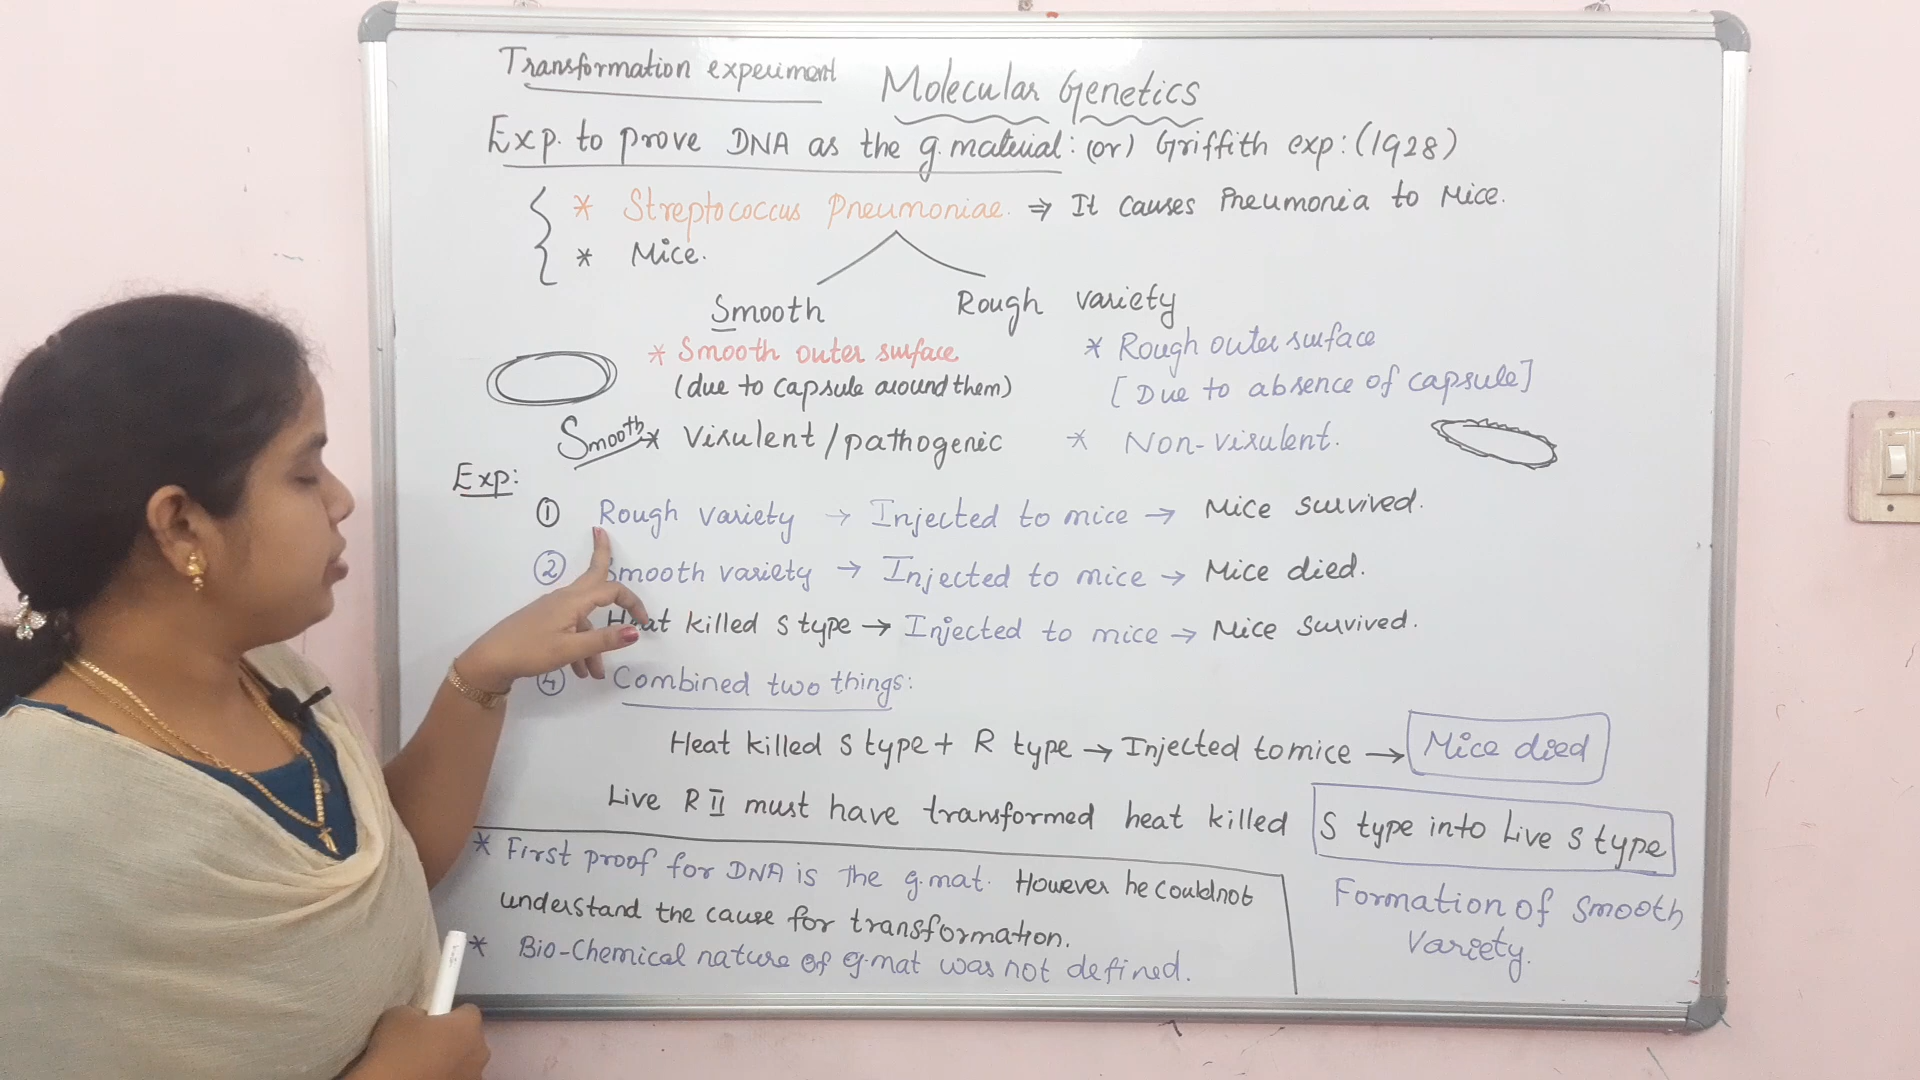 Transformation experiment
Molecular Genetics
Exp. to prove DNA as the g.material: (or) Griffith exp: (1928)
* Streptococcus Pneumoniae. ⇒ It causes Pneumonia to Mice.
* Mice.
Smooth
Rough variety
* Smooth outer surface
(due to capsule around them)
* Rough outer surface
[Due to absence of capsule]
Smooth
* Virulent/pathogenic
* Non-virulent.
Exp:
① Rough variety → Injected to mice → Mice survived.
② Smooth variety → Injected to mice → Mice died.
Heat killed S type → Injected to mice → Mice survived.
④ Combined two things:
Heat killed S type + R type → Injected to mice → Mice died
Live R II must have transformed heat killed S type into Live S type
Formation of smooth
variety.
* First proof for DNA is the g.mat. However he couldnot
understand the cause for transformation.
* Bio-Chemical nature of g.mat was not defined.